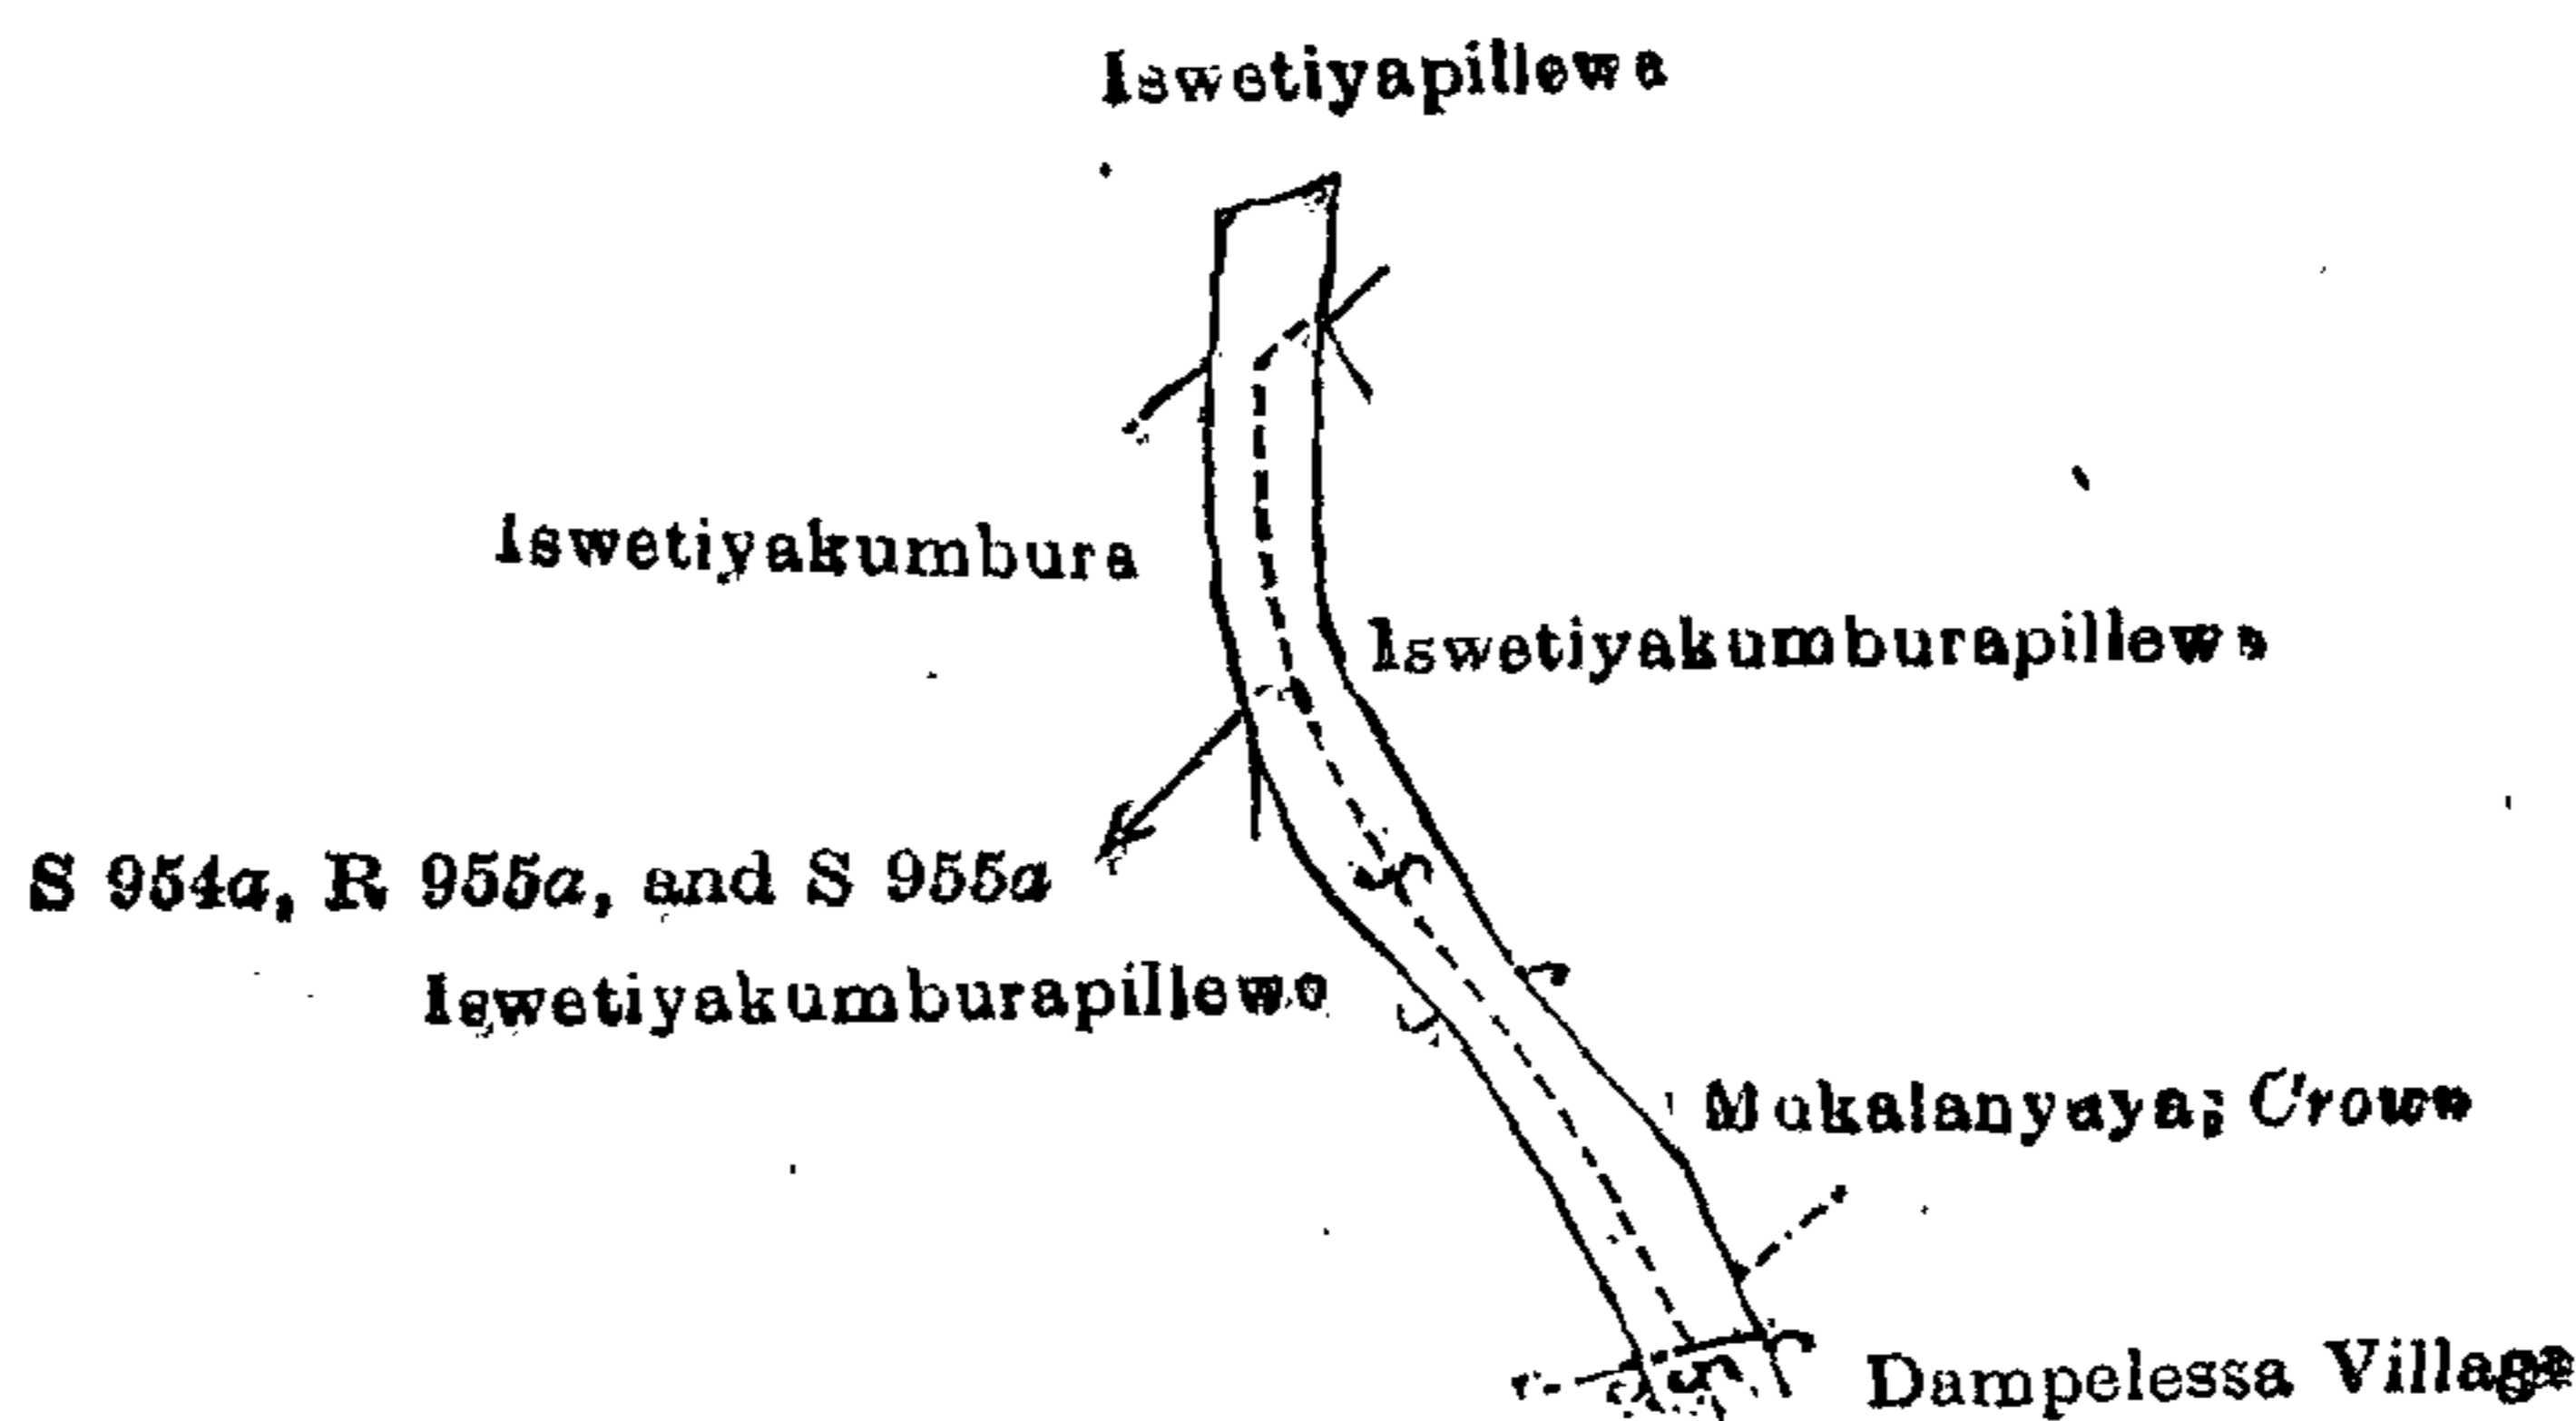 Iswetiyapillewa
Iswetiyakumbura
Iswetiyakumburapillewa
S 954a, R 955a, and S 955a
Iswetiyakumburapillewa
Mukalanyaya; Crown
Dampelessa Village